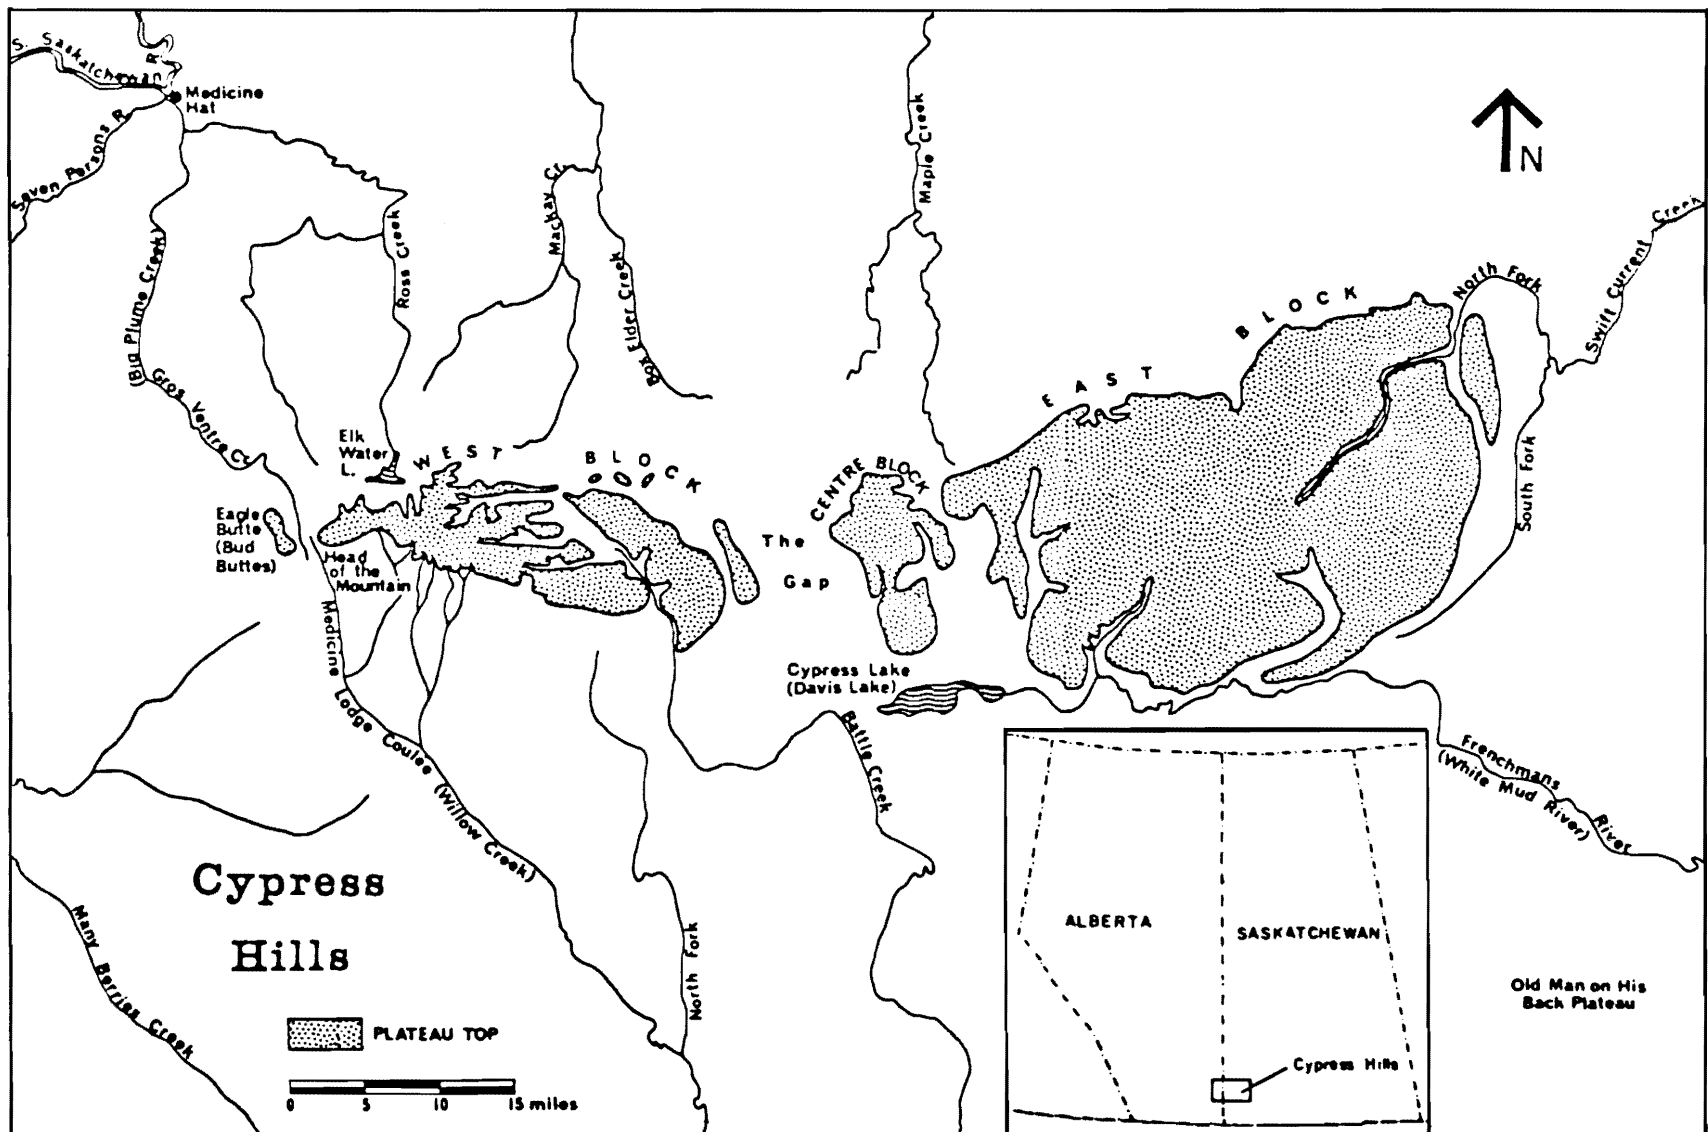 S. Saskatchewan R.
Medicine
Hat
Seven Persons R.
(Big Plume Creek)
Gros Ventre Cr.
Ross Creek
Mackay Cr.
Box Elder Creek
Maple Creek
N
Swift Current Creek
North Fork
South Fork
EAST BLOCK
Elk
Water
L.
WEST BLOCK
CENTRE BLOCK
The
Gap
Eagle
Butte
(Bud
Buttes)
Head
of the
Mountain
Medicine Lodge Coulee (Willow Creek)
Cypress Lake
(Davis Lake)
Battle Creek
Frenchmans River
(White Mud River)
North Fork
Many Berries Creek
Cypress
Hills
PLATEAU TOP
0 5 10 15 miles
ALBERTA
SASKATCHEWAN
Cypress Hills
Old Man on His
Back Plateau